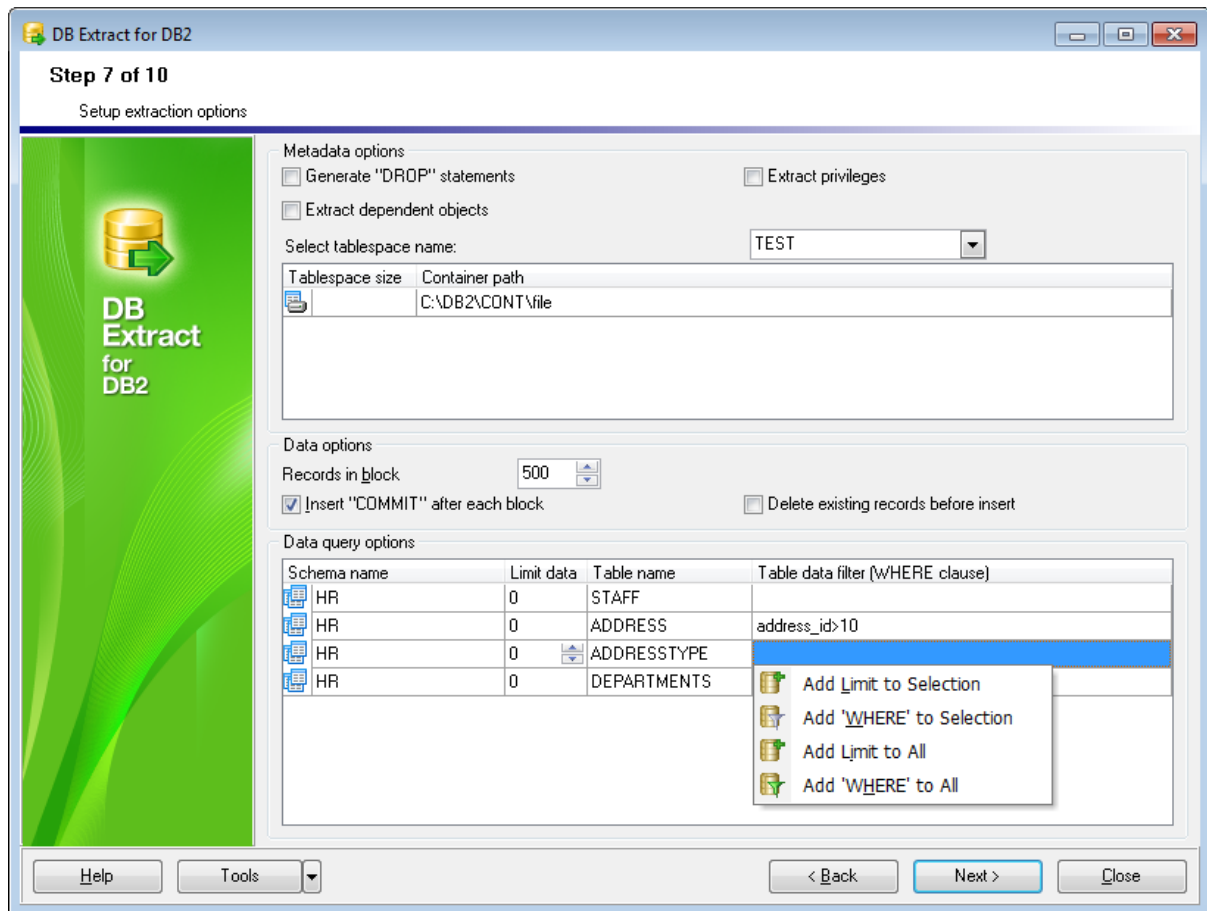 DB Extract for DB2
Step 7 of 10
Setup extraction options
DB
Extract
for
DB2
Metadata options
Generate "DROP" statements
Extract privileges
Extract dependent objects
Select tablespace name:
TEST
Tablespace size Container path
C:\DB2\CONT\file
Data options
Records in block 500
Insert "COMMIT" after each block
Delete existing records before insert
Data query options
Schema name Limit data Table name Table data filter (WHERE clause)
HR 0 STAFF
HR 0 ADDRESS address_id>10
HR 0 ADDRESSTYPE
HR 0 DEPARTMENTS
Add Limit to Selection
Add 'WHERE' to Selection
Add Limit to All
Add 'WHERE' to All
Help Tools < Back Next > Close